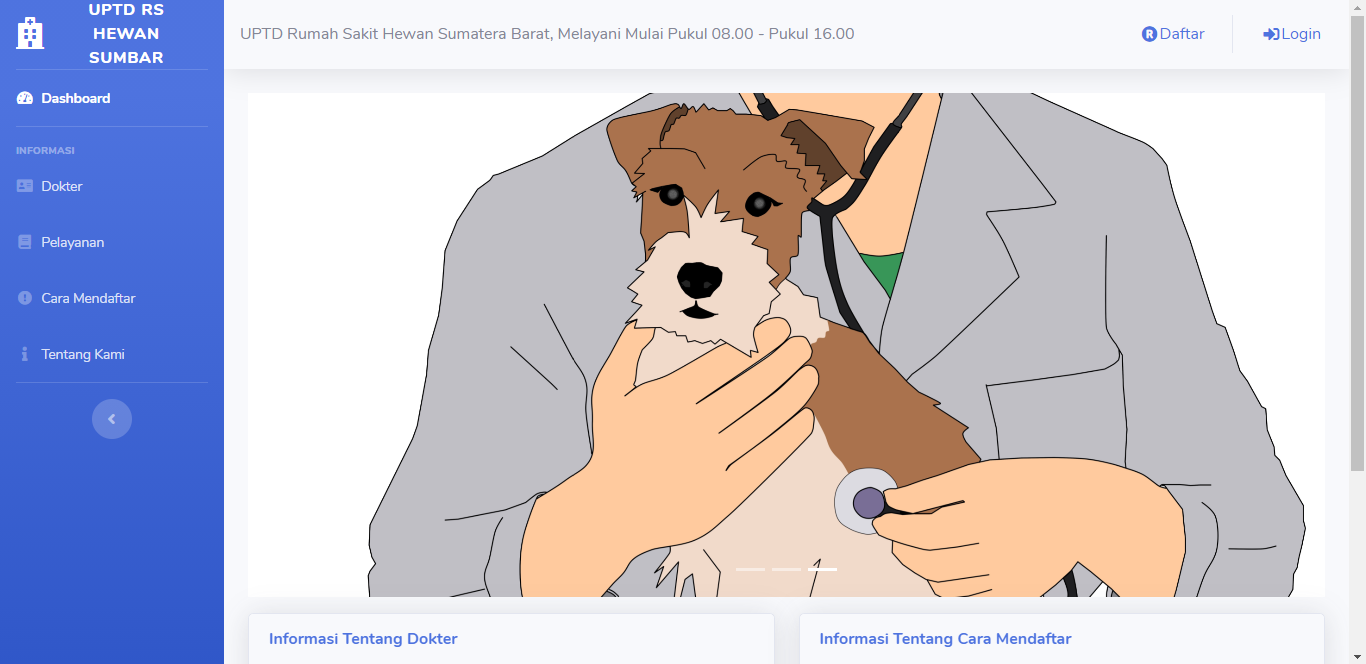 UPTD RS
HEWAN
SUMBAR
Dashboard
INFORMASI
Dokter
Pelayanan
Cara Mendaftar
Tentang Kami
UPTD Rumah Sakit Hewan Sumatera Barat, Melayani Mulai Pukul 08.00 - Pukul 16.00
Daftar
Login
Informasi Tentang Dokter
Informasi Tentang Cara Mendaftar